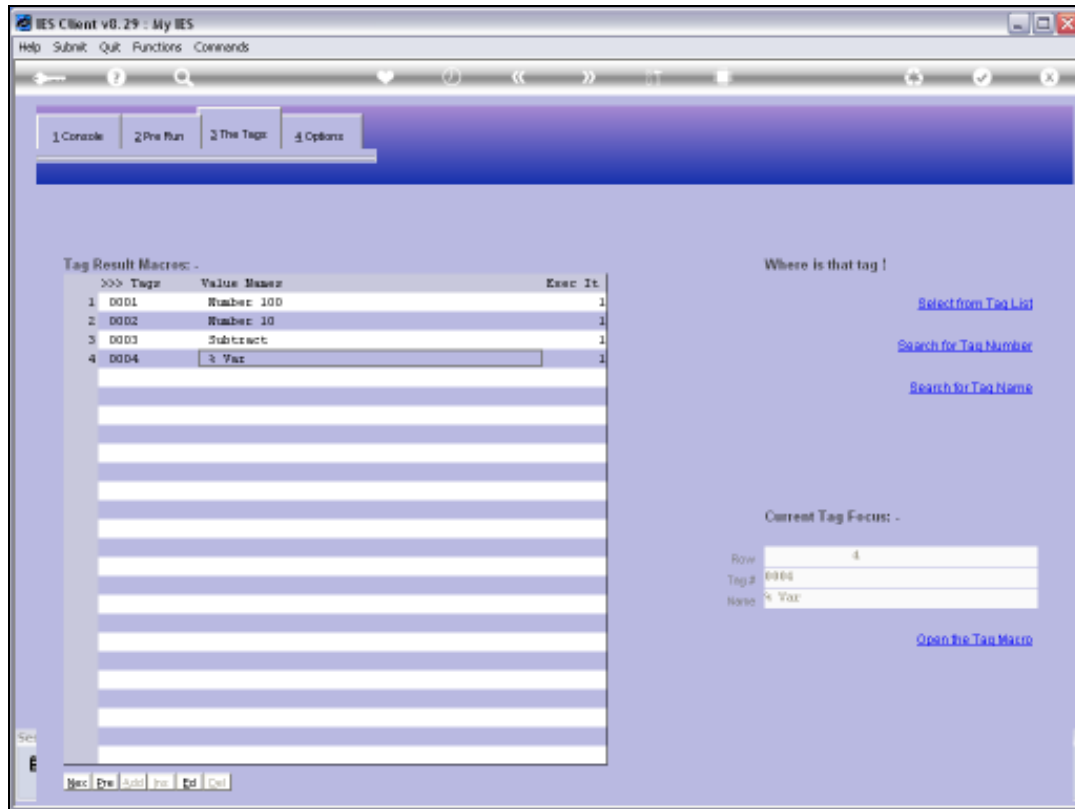 IES Client v8.29 : My IES
Help Submit Quit Functions Commands
1 Console 2 Pre Run 3 The Tags 4 Options
Tag Result Macros: -
>>> Tags Value Names Exec It
1 0001 Number 100 1
2 0002 Number 10 1
3 0003 Subtract 1
4 0004 % Var 1
Where is that tag !
Select from Tag List
Search for Tag Number
Search for Tag Name
Current Tag Focus: -
Row 4
Tag # 0004
Name % Var
Open the Tag Macro
Nex Pre Add Ins Ed Del